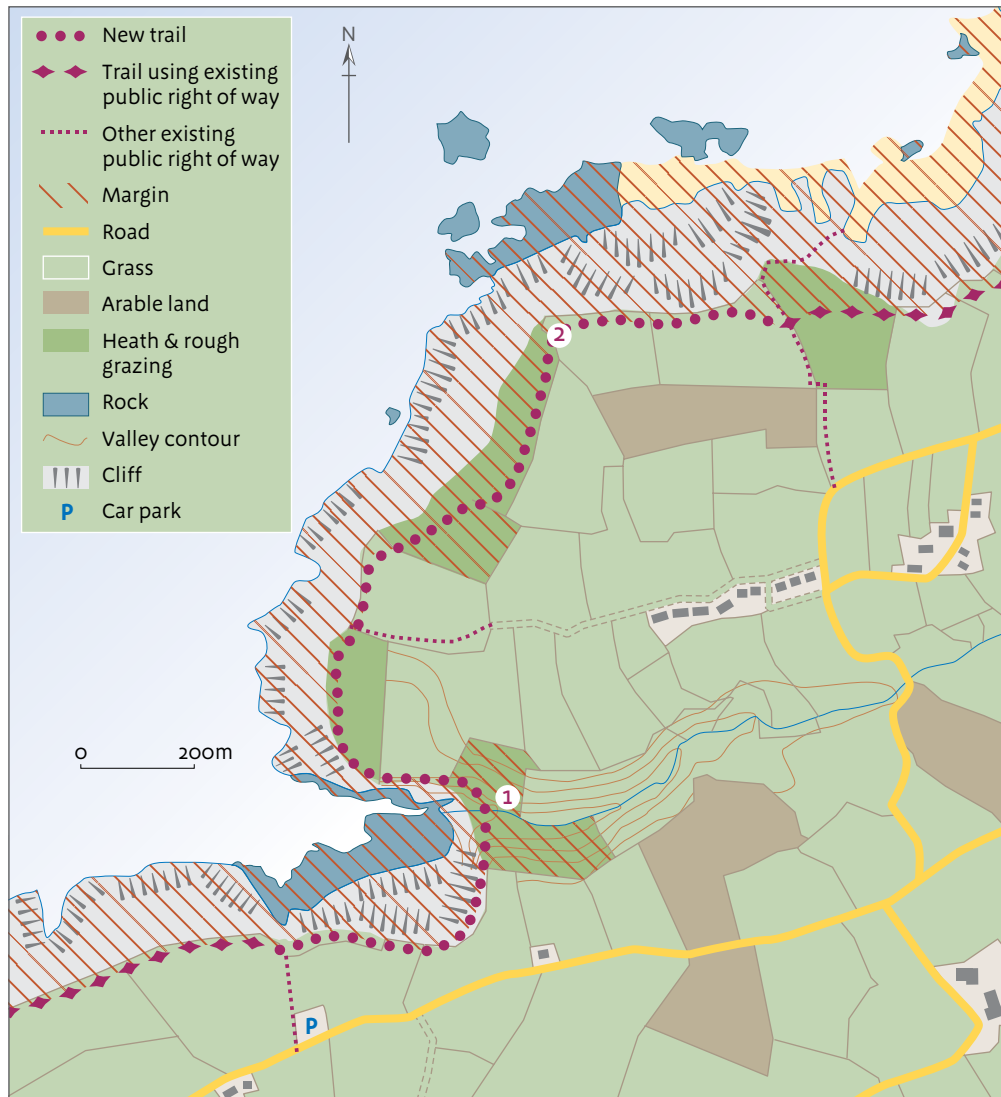 New trail
Trail using existing
public right of way
Other existing
public right of way
Margin
Road
Grass
Arable land
Heath & rough
grazing
Rock
Valley contour
Cliff
P Car park
N
2
1
0 200m
P